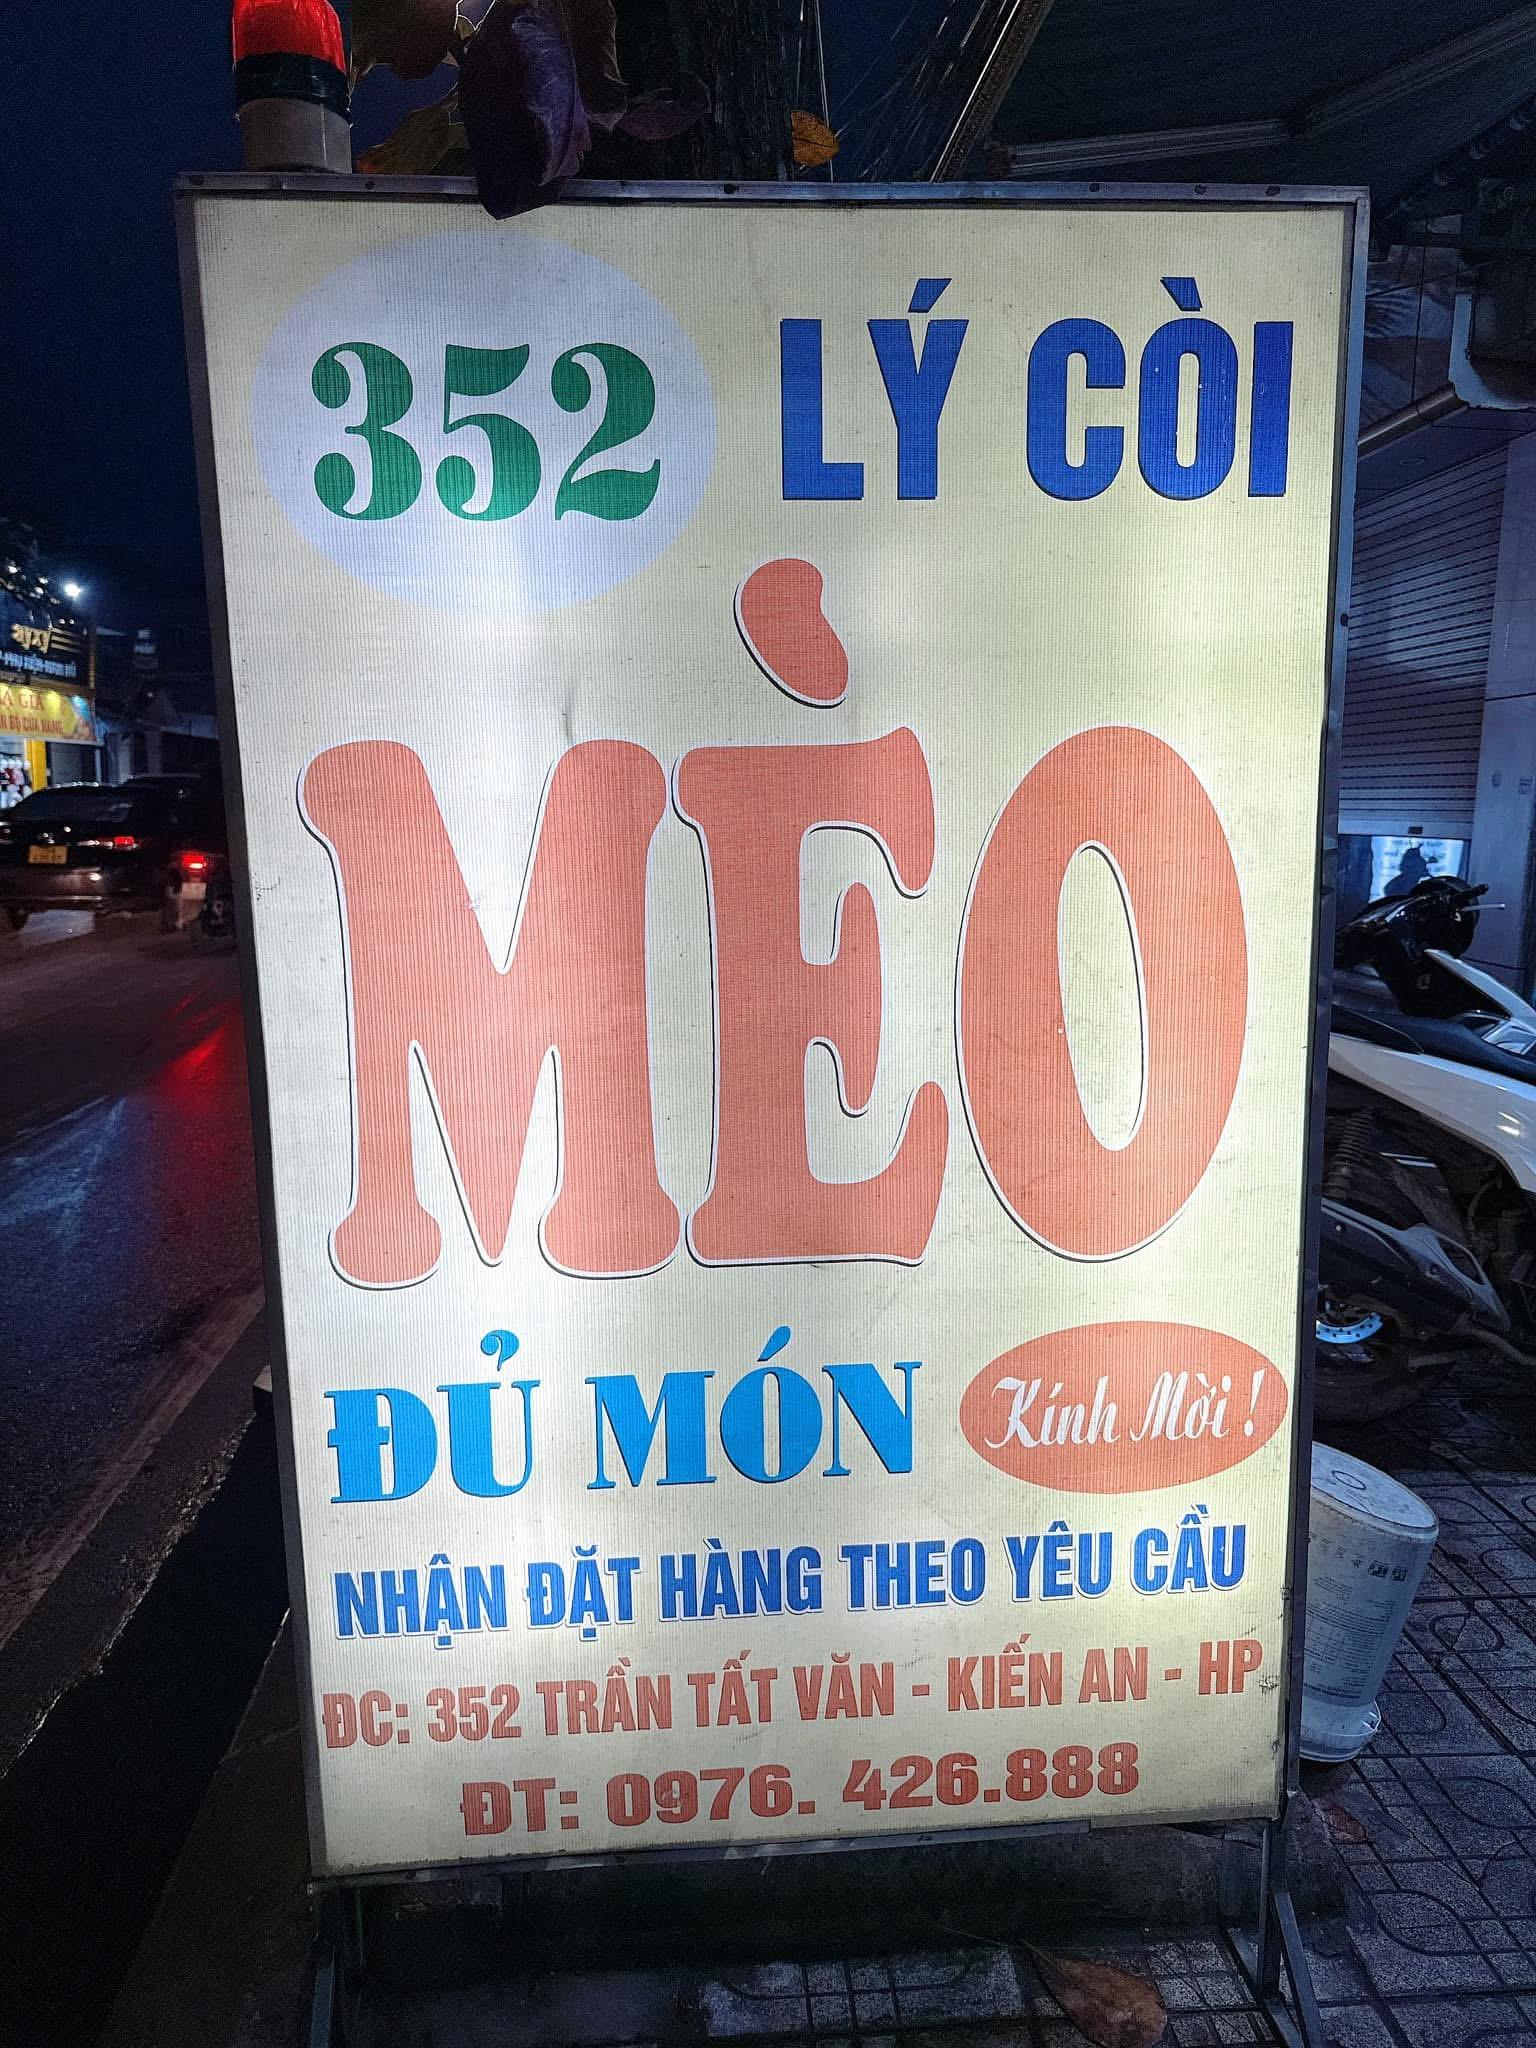 352 LÝ CÒI
MÈO
ĐỦ MÓN Kính Mời !
NHẬN ĐẶT HÀNG THEO YÊU CẦU
ĐC: 352 TRẦN TẤT VĂN - KIẾN AN - HP
ĐT: 0976. 426.888